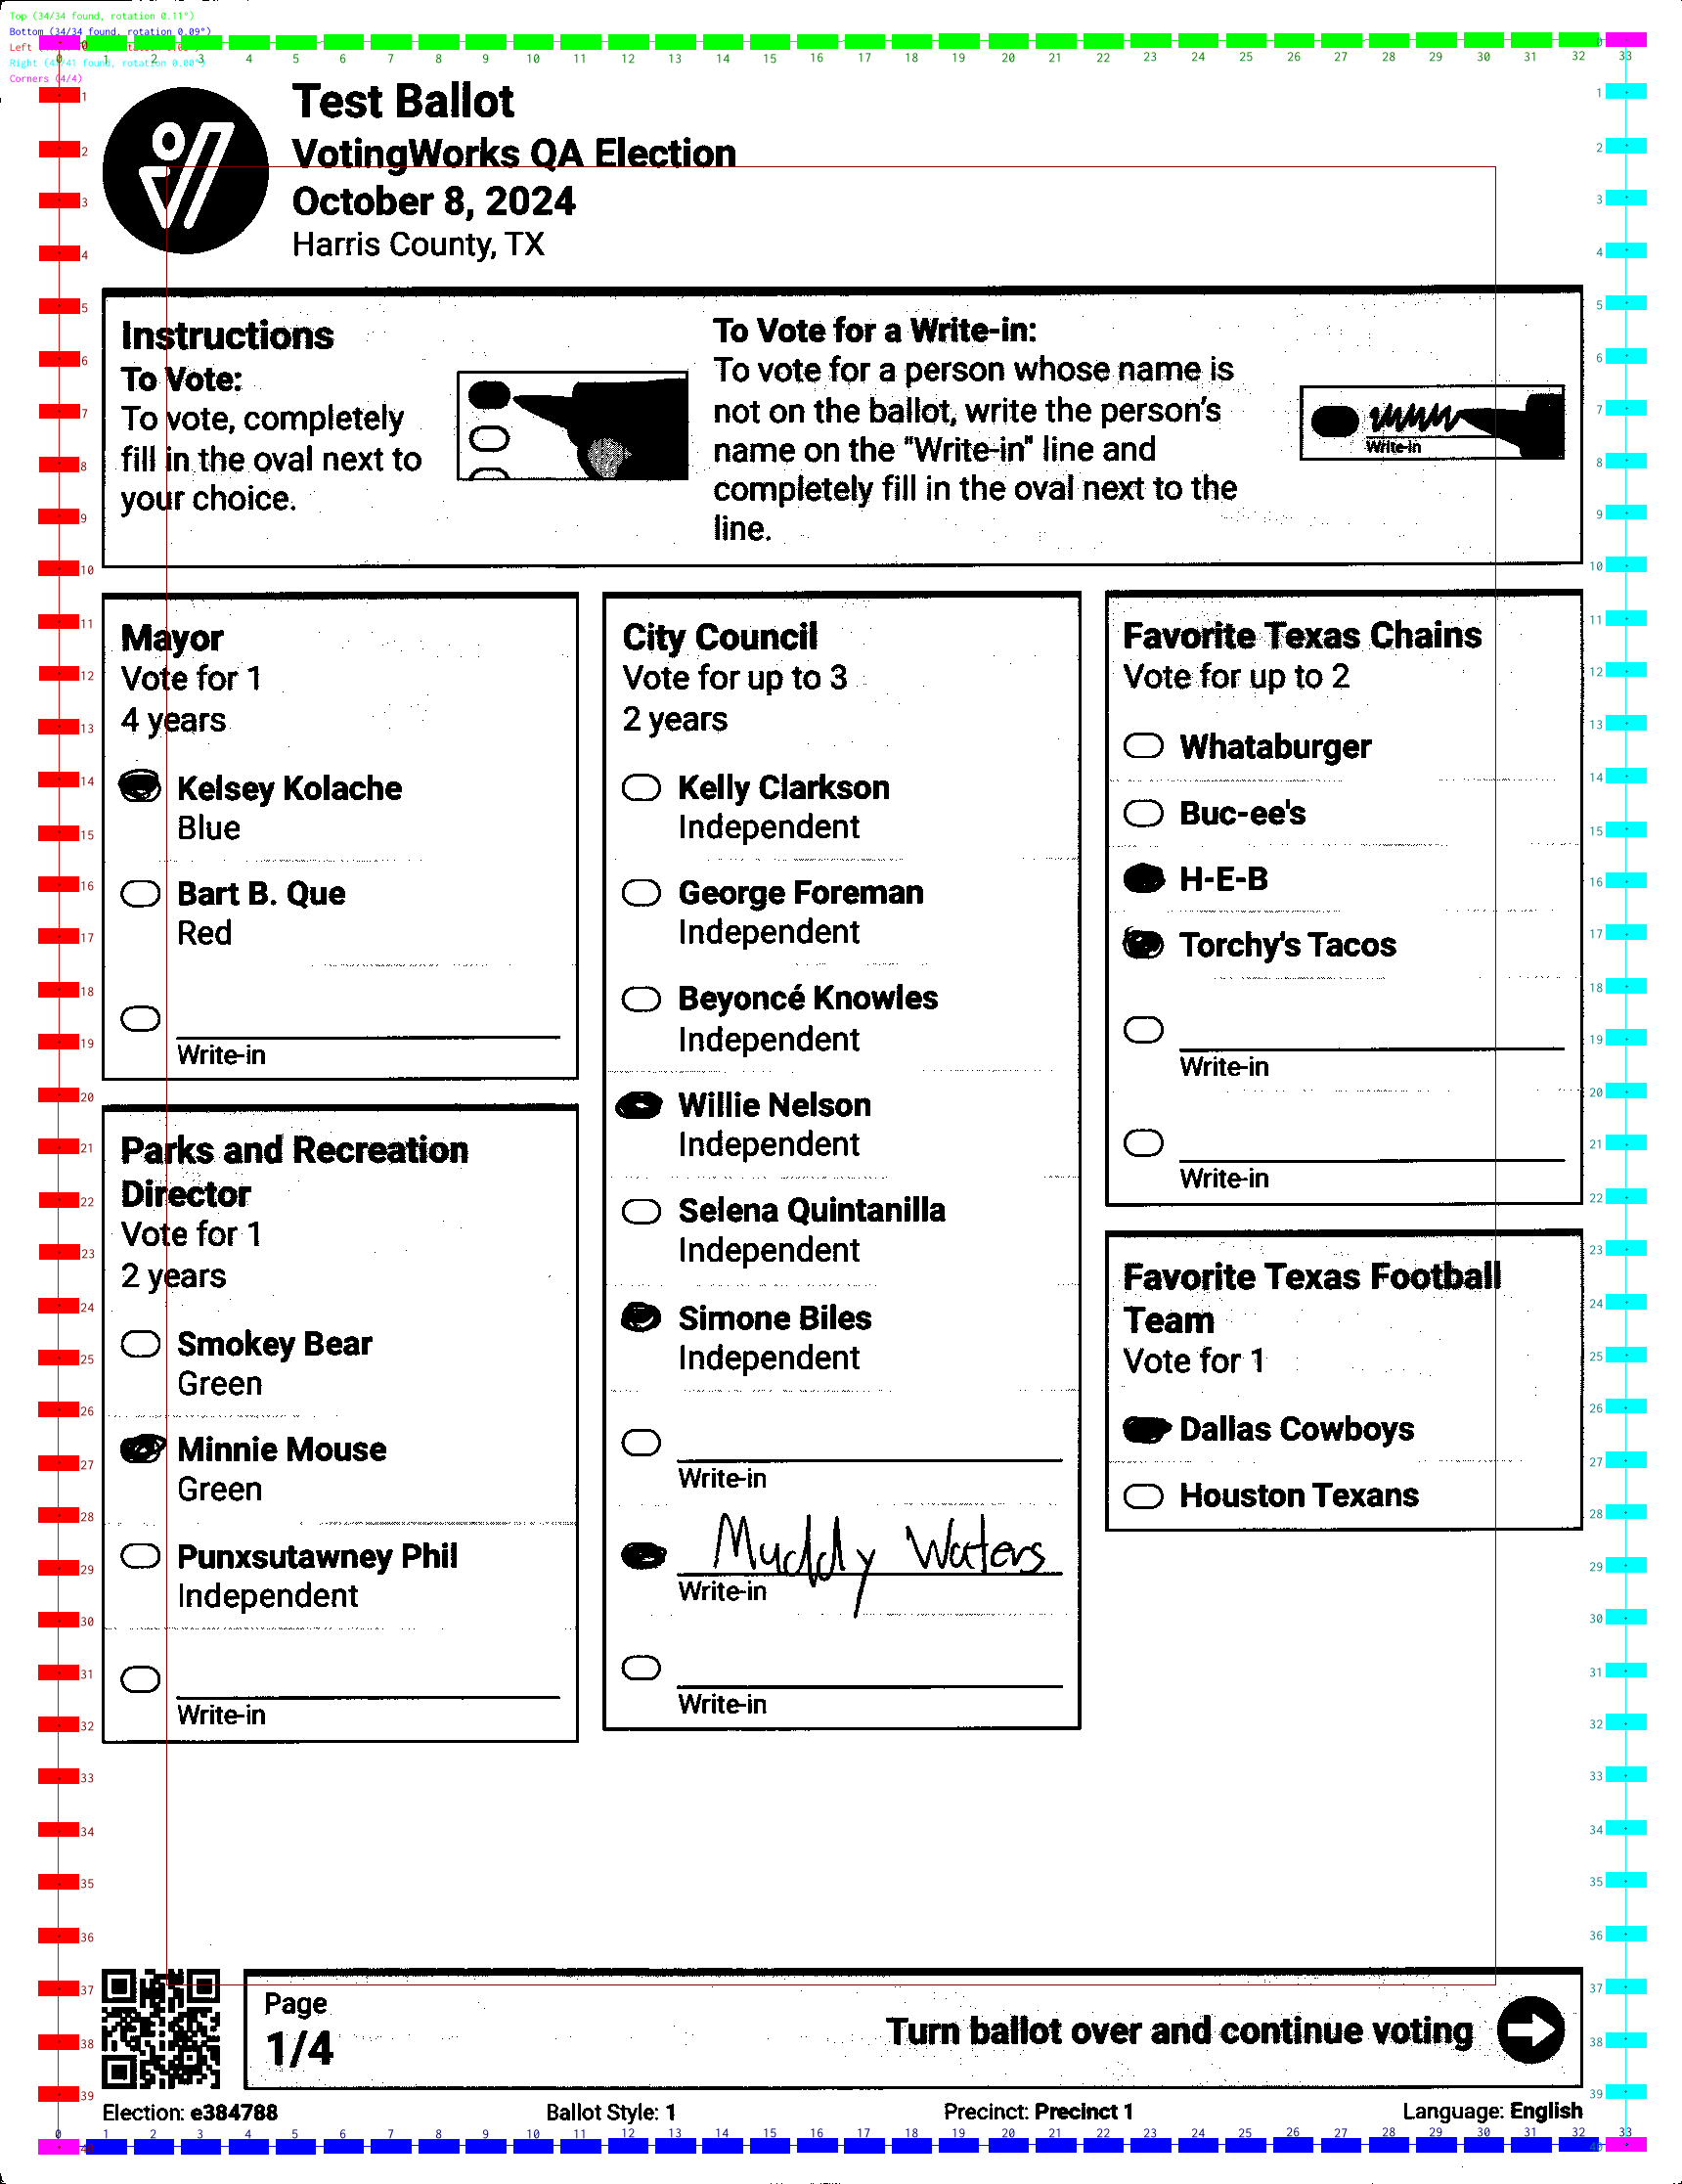 Top (34/34 found, rotation 0.11°)
Bottom (34/34 found, rotation 0.09°)
Right (41/41 found, rotation 0.00°)
Corners (4/4)
Test Ballot
VotingWorks QA Election
October 8, 2024
Harris County, TX
Instructions
To Vote:
To vote, completely
fill in the oval next to
your choice.
To Vote for a Write-in:
To vote for a person whose name is
not on the ballot, write the person's
name on the "Write-in" line and
completely fill in the oval next to the
line.
Write-in
Mayor
Vote for 1
4 years
Kelsey Kolache
Blue
Bart B. Que
Red
Write-in
Parks and Recreation
Director
Vote for 1
2 years
Smokey Bear
Green
Minnie Mouse
Green
Punxsutawney Phil
Independent
Write-in
City Council
Vote for up to 3
2 years
Kelly Clarkson
Independent
George Foreman
Independent
Beyoncé Knowles
Independent
Willie Nelson
Independent
Selena Quintanilla
Independent
Simone Biles
Independent
Write-in
Muddy Waters
Write-in
Write-in
Favorite Texas Chains
Vote for up to 2
Whataburger
Buc-ee's
H-E-B
Torchy's Tacos
Write-in
Write-in
Favorite Texas Football
Team
Vote for 1
Dallas Cowboys
Houston Texans
Page
1/4
Turn ballot over and continue voting
Election: e384788
Ballot Style: 1
Precinct: Precinct 1
Language: English